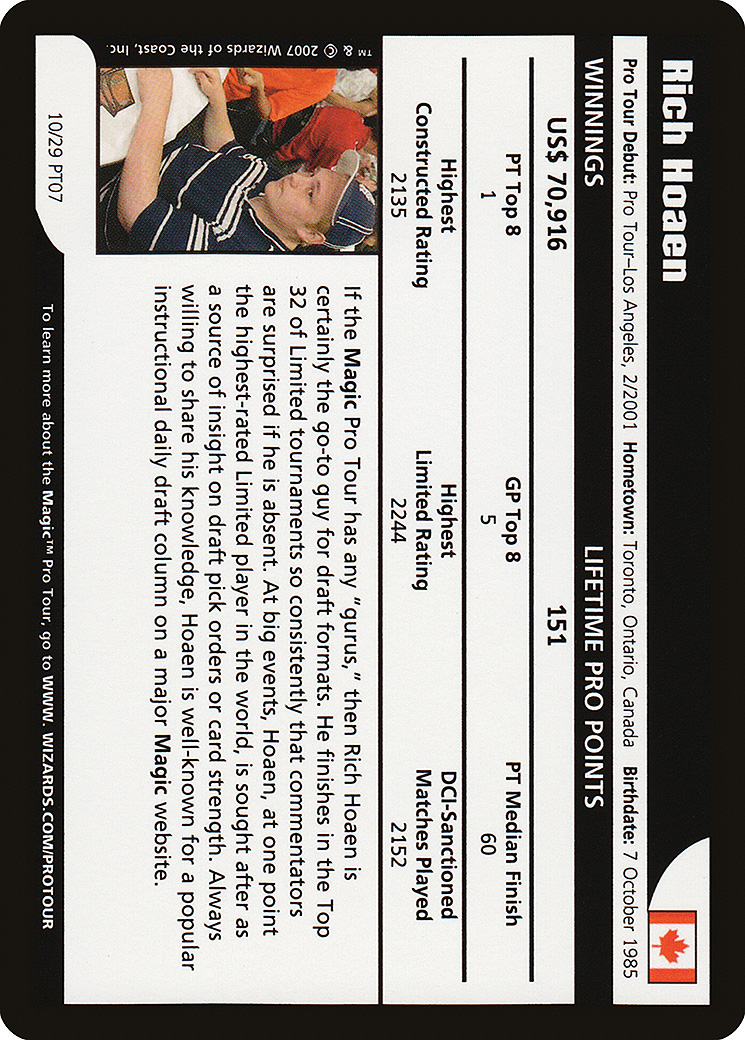 Rich Hoaen
Pro Tour Debut: Pro Tour–Los Angeles, 2/2001 Hometown: Toronto, Ontario, Canada Birthdate: 7 October 1985
WINNINGS LIFETIME PRO POINTS
US$ 70,916 151
PT Top 8 GP Top 8 PT Median Finish
1 5 60
Highest Highest DCI-Sanctioned
Constructed Rating Limited Rating Matches Played
2135 2244 2152
If the Magic Pro Tour has any "gurus," then Rich Hoaen is
certainly the go-to guy for draft formats. He finishes in the Top
32 of Limited tournaments so consistently that commentators
are surprised if he is absent. At big events, Hoaen, at one point
the highest-rated Limited player in the world, is sought after as
a source of insight on draft pick orders or card strength. Always
willing to share his knowledge, Hoaen is well-known for a popular
instructional daily draft column on a major Magic website.
™ & © 2007 Wizards of the Coast, Inc.
10/29 PT07
To learn more about the Magic™ Pro Tour, go to WWW. WIZARDS.COM/PROTOUR